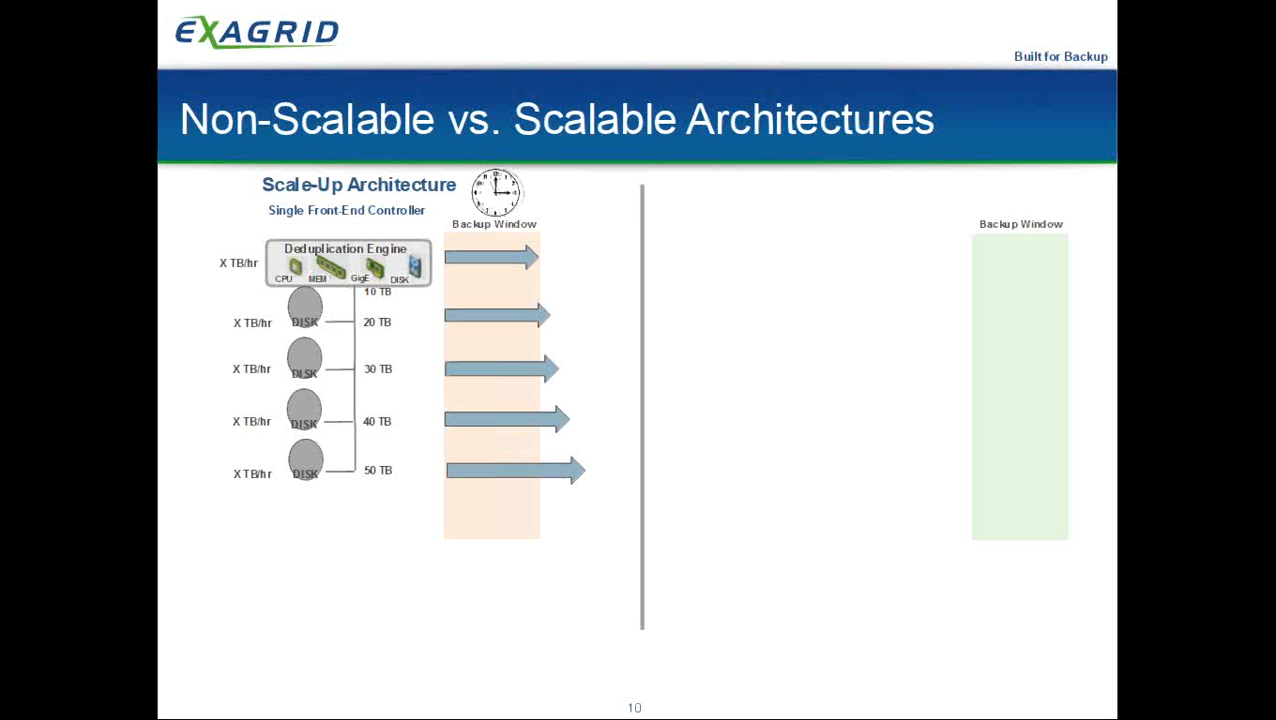 EXAGRID
Built for Backup
Non-Scalable vs. Scalable Architectures
Scale-Up Architecture
Single Front-End Controller
Backup Window
Backup Window
Deduplication Engine
X TB/hr
CPU MEM GigE DISK
10 TB
X TB/hr DISK 20 TB
X TB/hr DISK 30 TB
X TB/hr DISK 40 TB
X TB/hr DISK 50 TB
10